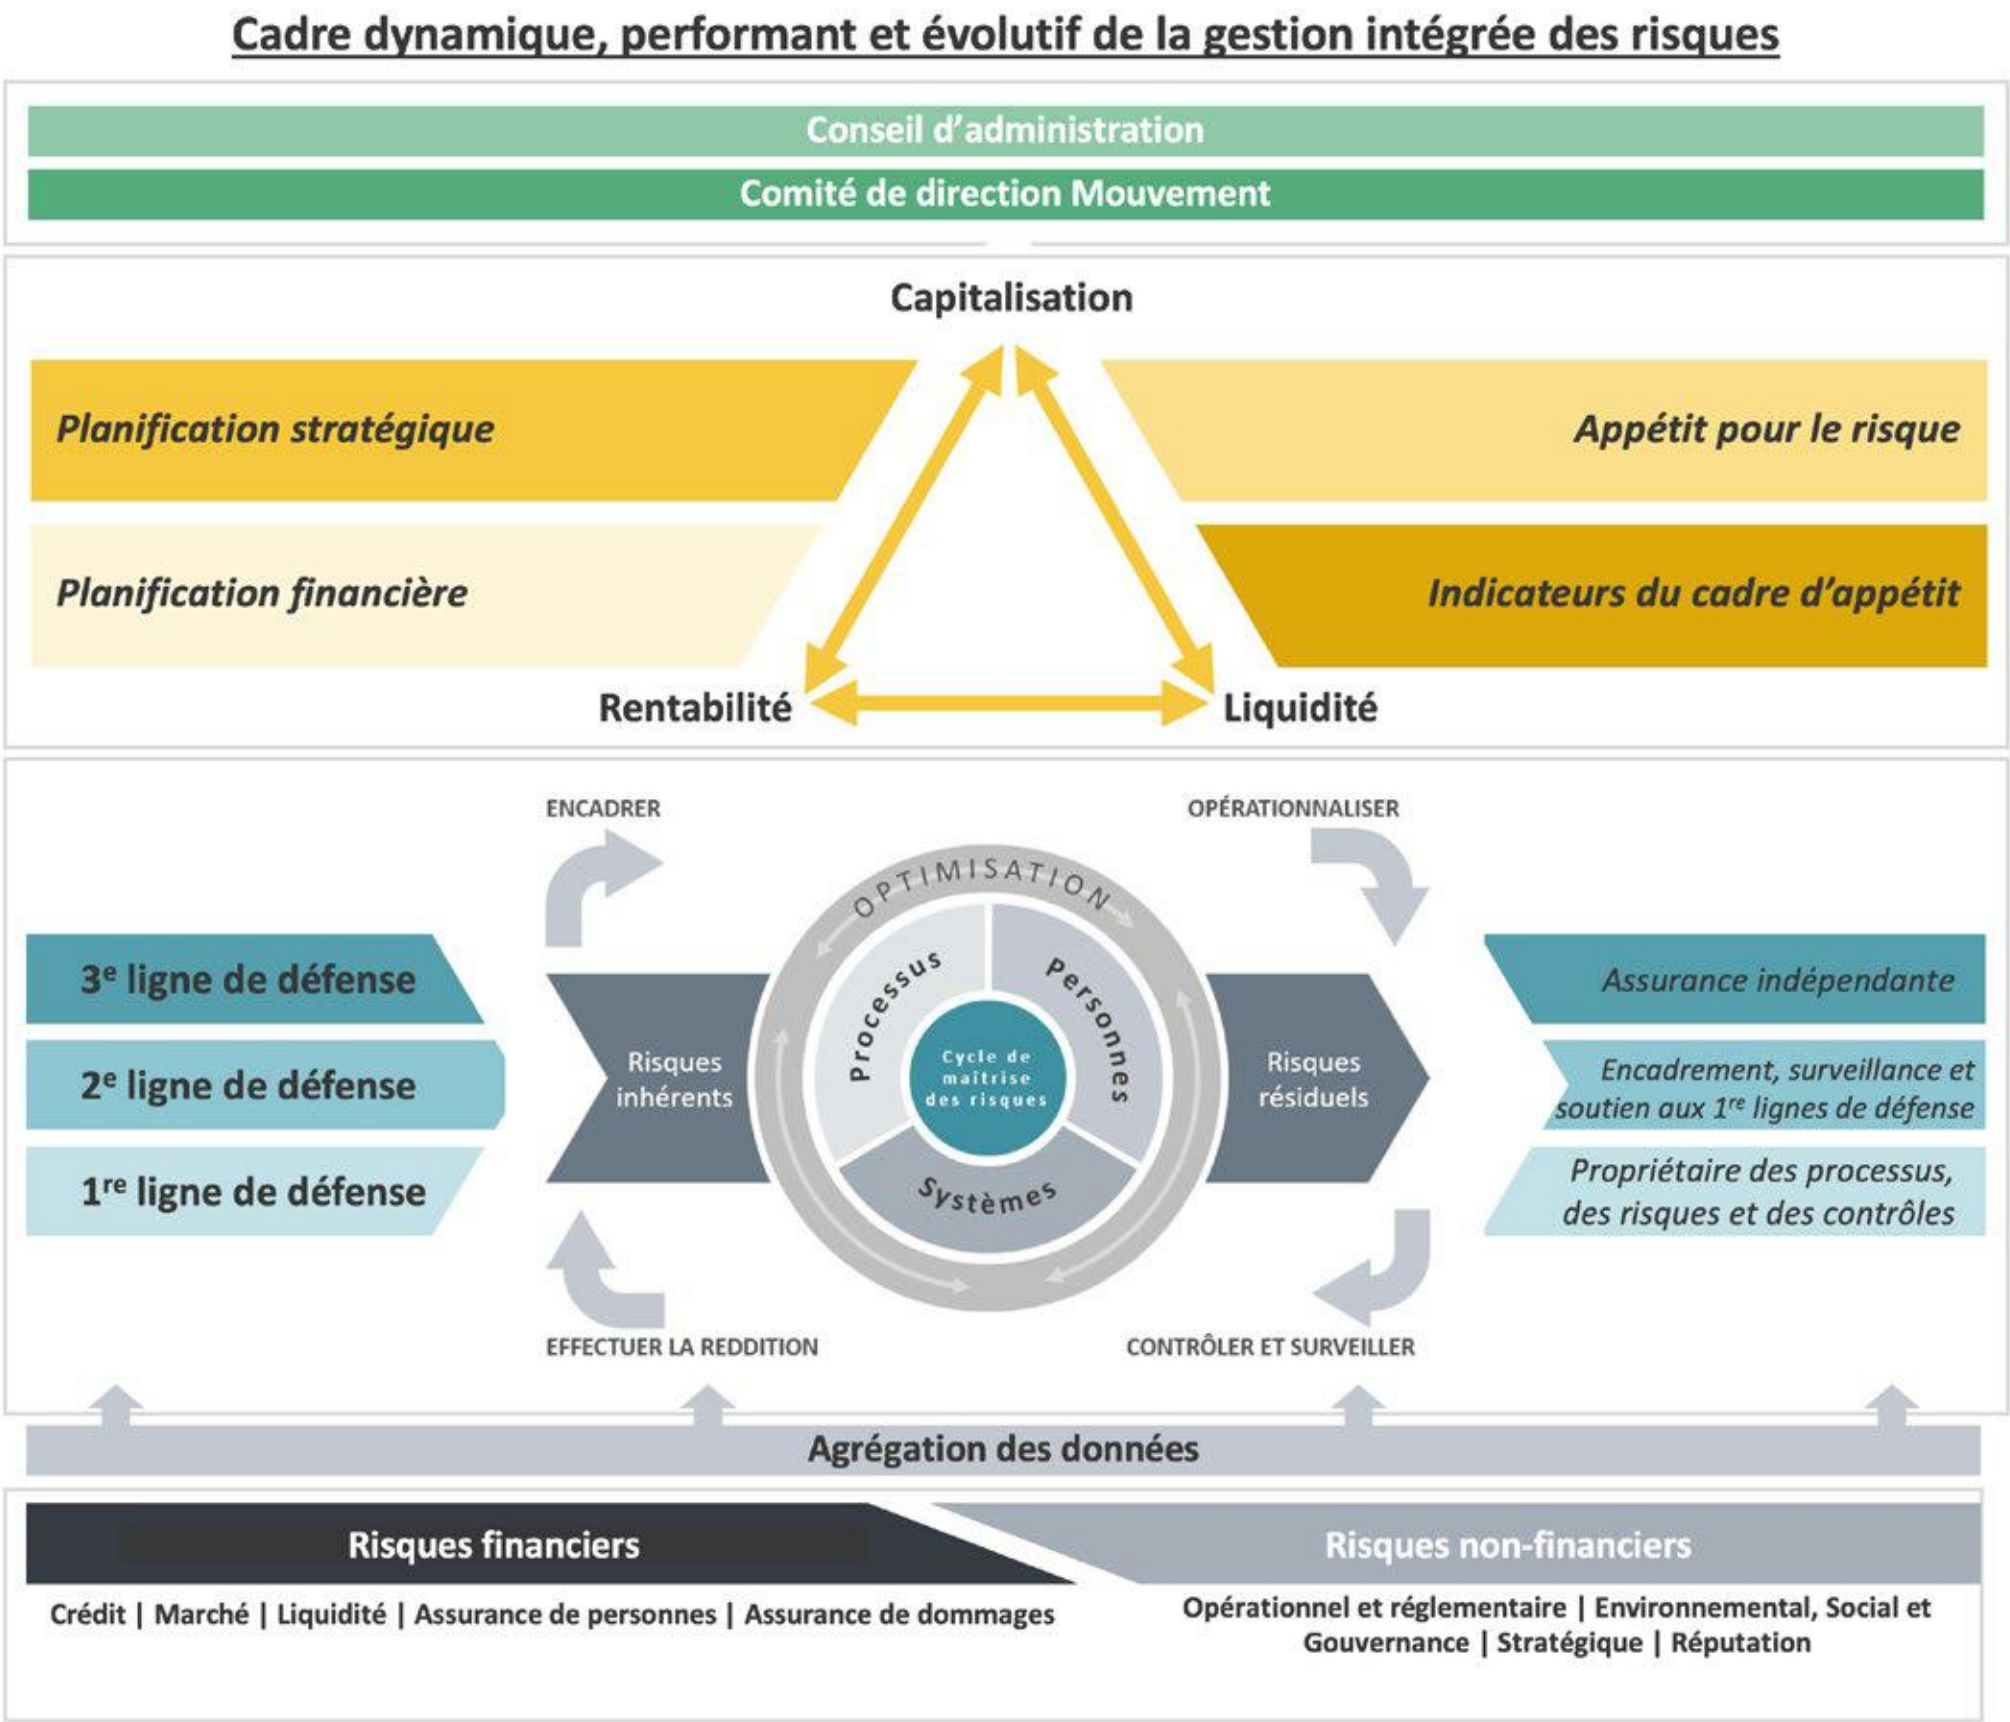 Cadre dynamique, performant et évolutif de la gestion intégrée des risques
Conseil d’administration
Comité de direction Mouvement
Capitalisation
Planification stratégique
Appétit pour le risque
Planification financière
Indicateurs du cadre d’appétit
Rentabilité
Liquidité
ENCADRER
OPÉRATIONNALISER
OPTIMISATION
3e ligne de défense
2e ligne de défense
1re ligne de défense
Risques
inhérents
Processus
Personnes
Systèmes
Cycle de
maîtrise
des risques
Risques
résiduels
Assurance indépendante
Encadrement, surveillance et
soutien aux 1re lignes de défense
Propriétaire des processus,
des risques et des contrôles
EFFECTUER LA REDDITION
CONTRÔLER ET SURVEILLER
Agrégation des données
Risques financiers
Risques non-financiers
Crédit | Marché | Liquidité | Assurance de personnes | Assurance de dommages
Opérationnel et réglementaire | Environnemental, Social et
Gouvernance | Stratégique | Réputation